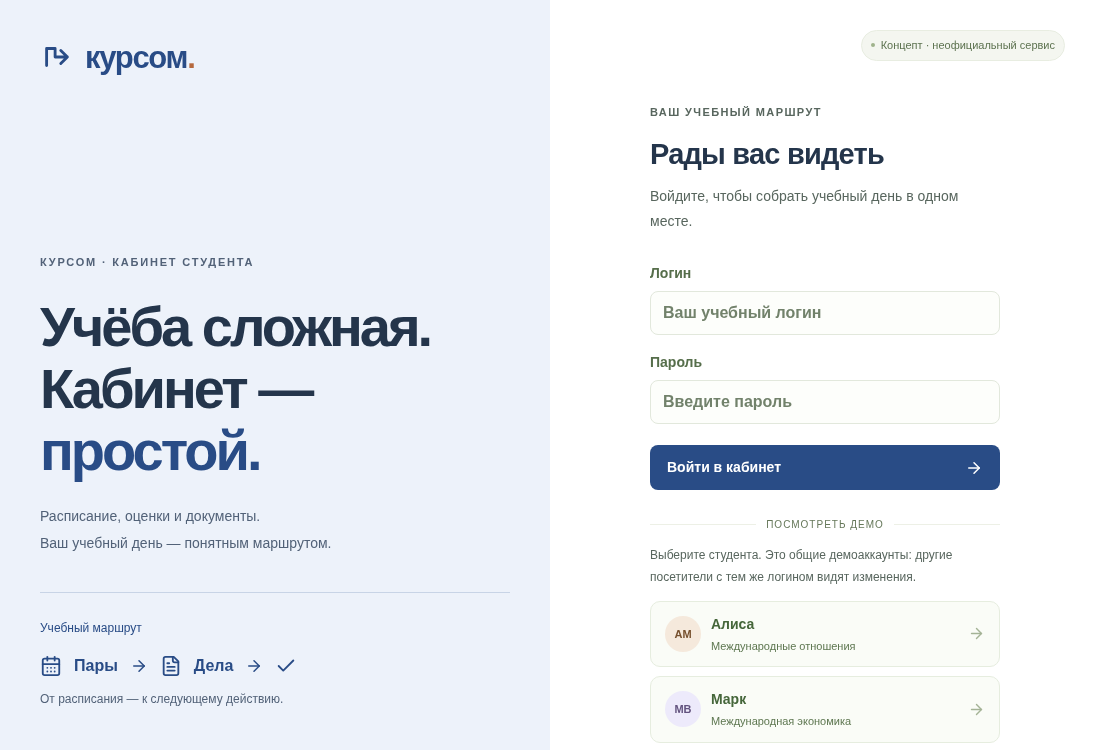 курсом.
КУРСОМ · КАБИНЕТ СТУДЕНТА
Учёба сложная.
Кабинет —
простой.
Расписание, оценки и документы.
Ваш учебный день — понятным маршрутом.
Учебный маршрут
Пары
Дела
От расписания — к следующему действию.
Концепт · неофициальный сервис
ВАШ УЧЕБНЫЙ МАРШРУТ
Рады вас видеть
Войдите, чтобы собрать учебный день в одном
месте.
Логин
Ваш учебный логин
Пароль
Введите пароль
Войти в кабинет
ПОСМОТРЕТЬ ДЕМО
Выберите студента. Это общие демоаккаунты: другие
посетители с тем же логином видят изменения.
АМ
Алиса
Международные отношения
МВ
Марк
Международная экономика